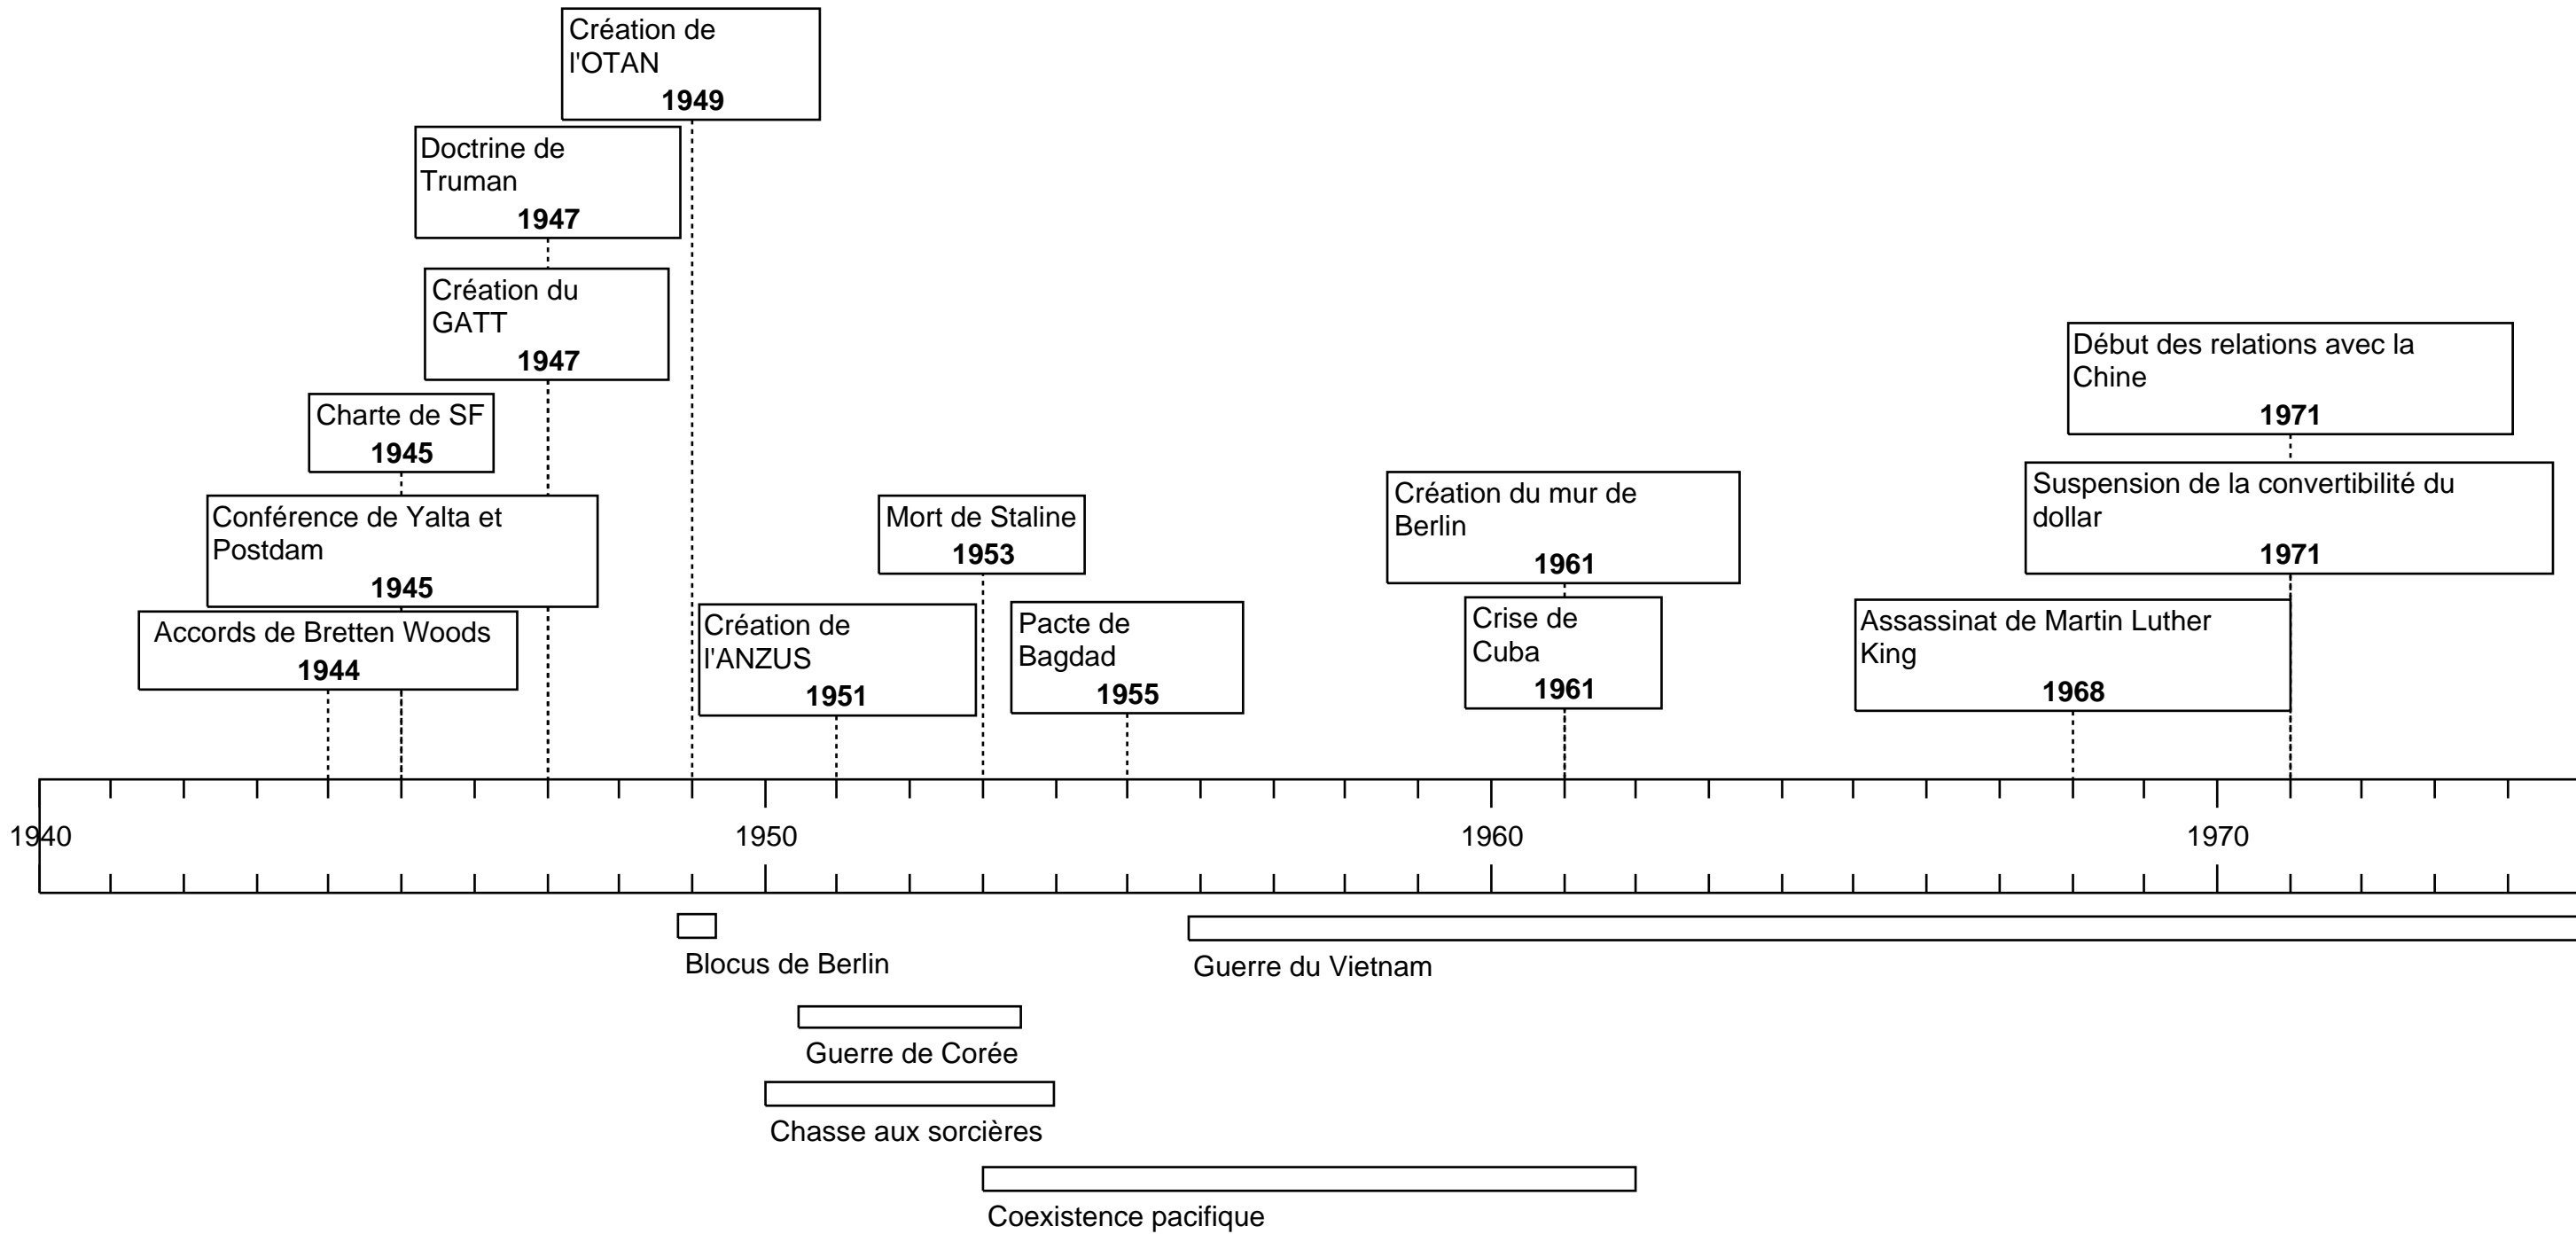 Création de
l'OTAN
1949
Doctrine de
Truman
1947
Création du
GATT
1947
Charte de SF
1945
Conférence de Yalta et
Postdam
1945
Accords de Bretten Woods
1944
Création de
l'ANZUS
1951
Mort de Staline
1953
Pacte de
Bagdad
1955
Création du mur de
Berlin
1961
Crise de
Cuba
1961
Début des relations avec la
Chine
1971
Suspension de la convertibilité du
dollar
1971
Assassinat de Martin Luther
King
1968
1940
1950
1960
1970
Blocus de Berlin
Guerre du Vietnam
Guerre de Corée
Chasse aux sorcières
Coexistence pacifique